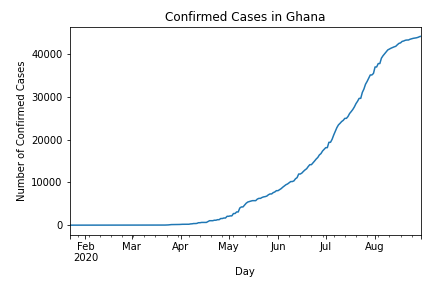 Confirmed Cases in Ghana
Number of Confirmed Cases
40000
30000
20000
10000
0
Feb Mar Apr May Jun Jul Aug
2020
Day